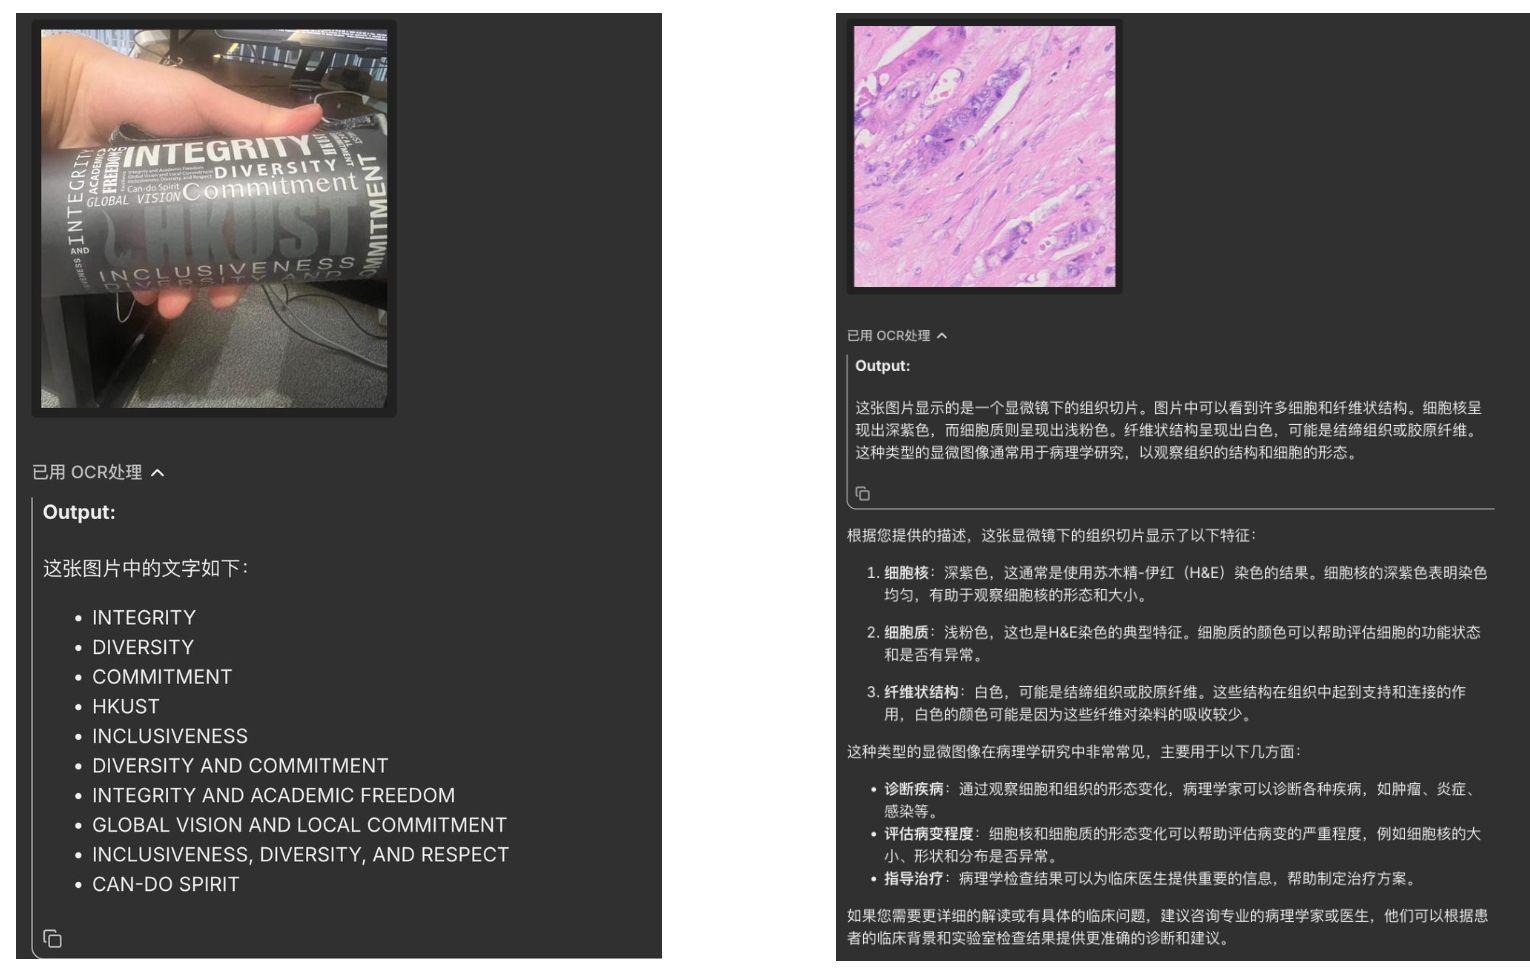 INTEGRITY
DIVERSITY
Commitment
HKUST
INCLUSIVENESS
DIVERSITY AND
GLOBAL VISION
Can-do Spirit
Integrity and Academic Freedom
Global Vision and Local Commitment
Inclusiveness, Diversity, and Respect
ACADEMIC
FREEDOM
INTEGRITY
AND
COMMITMENT
HKUST
已用 OCR处理
Output:
这张图片中的文字如下：
• INTEGRITY
• DIVERSITY
• COMMITMENT
• HKUST
• INCLUSIVENESS
• DIVERSITY AND COMMITMENT
• INTEGRITY AND ACADEMIC FREEDOM
• GLOBAL VISION AND LOCAL COMMITMENT
• INCLUSIVENESS, DIVERSITY, AND RESPECT
• CAN-DO SPIRIT
已用 OCR处理
Output:
这张图片显示的是一个显微镜下的组织切片。图片中可以看到许多细胞和纤维状结构。细胞核呈
现出深紫色，而细胞质则呈现出浅粉色。纤维状结构呈现出白色，可能是结缔组织或胶原纤维。
这种类型的显微图像通常用于病理学研究，以观察组织的结构和细胞的形态。
根据您提供的描述，这张显微镜下的组织切片显示了以下特征：
1. 细胞核：深紫色，这通常是使用苏木精-伊红（H&E）染色的结果。细胞核的深紫色表明染色
均匀，有助于观察细胞核的形态和大小。
2. 细胞质：浅粉色，这也是H&E染色的典型特征。细胞质的颜色可以帮助评估细胞的功能状态
和是否有异常。
3. 纤维状结构：白色，可能是结缔组织或胶原纤维。这些结构在组织中起到支持和连接的作
用，白色的颜色可能是因为这些纤维对染料的吸收较少。
这种类型的显微图像在病理学研究中非常常见，主要用于以下几方面：
• 诊断疾病：通过观察细胞和组织的形态变化，病理学家可以诊断各种疾病，如肿瘤、炎症、
感染等。
• 评估病变程度：细胞核和细胞质的形态变化可以帮助评估病变的严重程度，例如细胞核的大
小、形状和分布是否异常。
• 指导治疗：病理学检查结果可以为临床医生提供重要的信息，帮助制定治疗方案。
如果您需要更详细的解读或有具体的临床问题，建议咨询专业的病理学家或医生，他们可以根据患
者的临床背景和实验室检查结果提供更准确的诊断和建议。